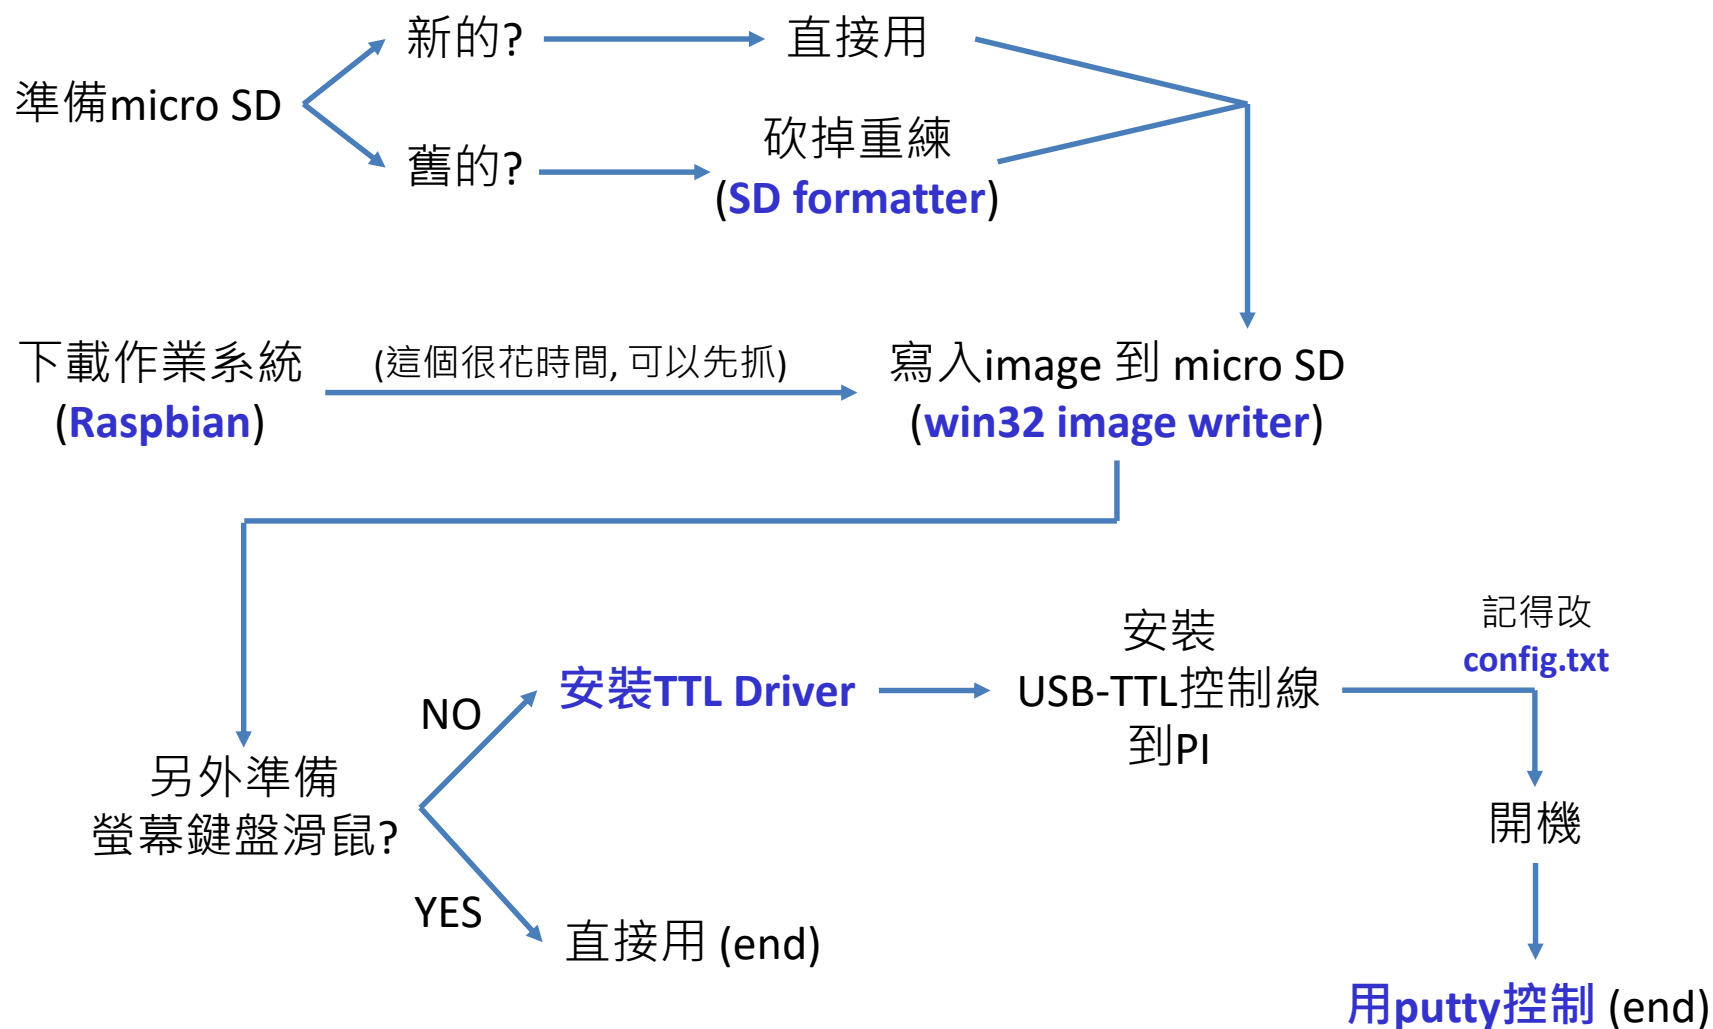 新的?
直接用
準備micro SD
舊的?
砍掉重練
(SD formatter)
下載作業系統
(Raspbian)
(這個很花時間, 可以先抓)
寫入image 到 micro SD
(win32 image writer)
另外準備
螢幕鍵盤滑鼠?
NO
安裝TTL Driver
安裝
USB-TTL控制線
到PI
記得改
config.txt
開機
用putty控制 (end)
YES
直接用 (end)